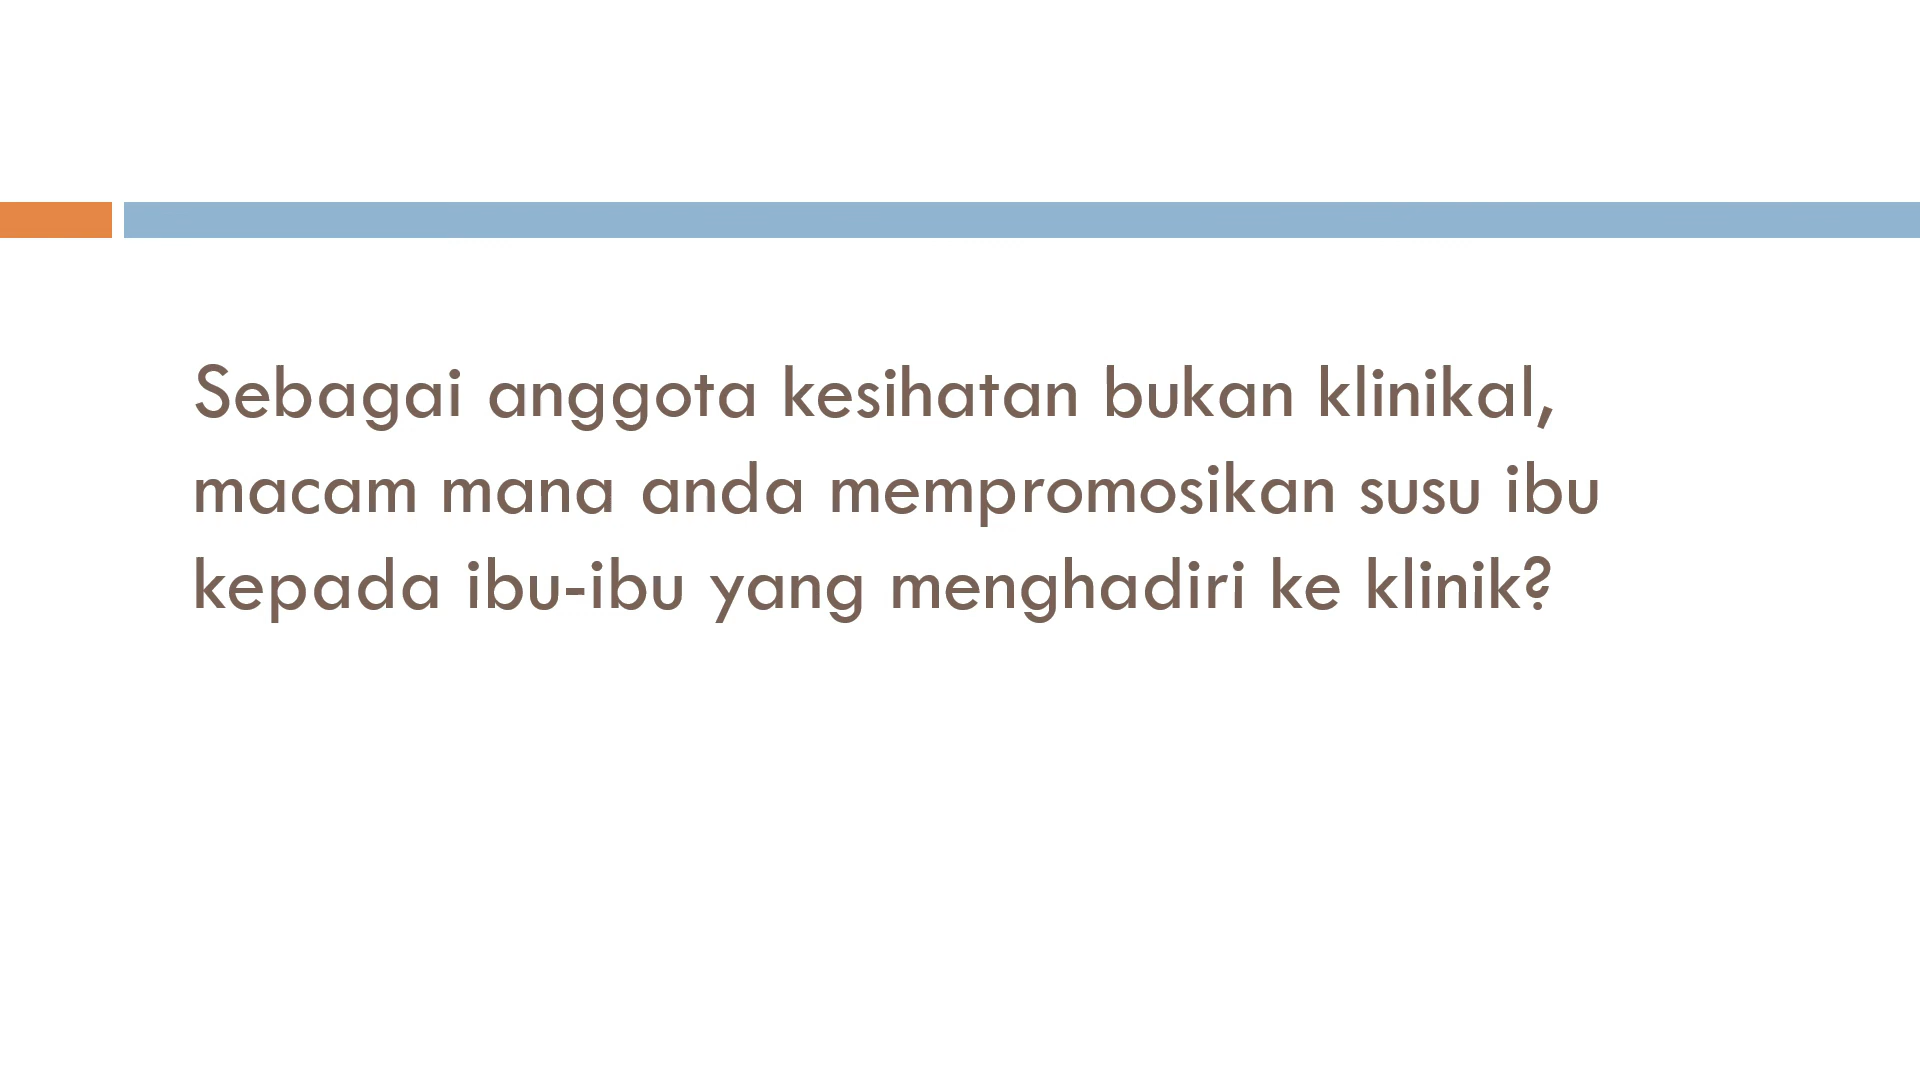 Sebagai anggota kesihatan bukan klinikal,
macam mana anda mempromosikan susu ibu
kepada ibu-ibu yang menghadiri ke klinik?